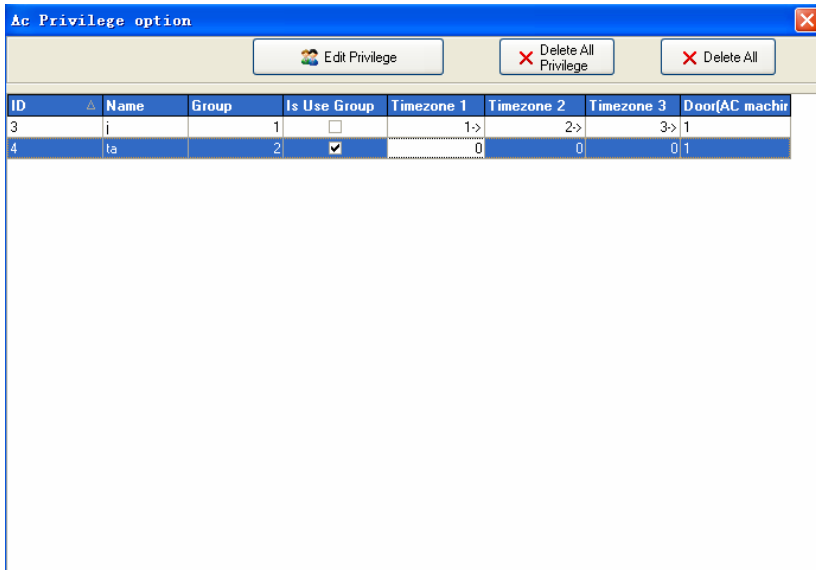 Ac Privilege option
Edit Privilege
Delete All
Privilege
Delete All
ID Name Group Is Use Group Timezone 1 Timezone 2 Timezone 3 Door(AC machin
3 j 1 1-> 2-> 3-> 1
4 ta 2 0 0 0 1